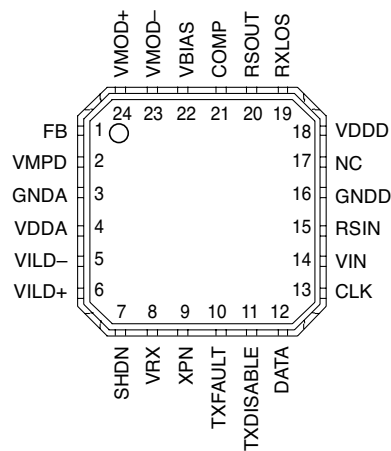 VMOD+
VMOD–
VBIAS
COMP
RSOUT
RXLOS
24
23
22
21
20
19
FB 1
VMPD 2
GNDA 3
VDDA 4
VILD– 5
VILD+ 6
18 VDDD
17 NC
16 GNDD
15 RSIN
14 VIN
13 CLK
7
8
9
10
11
12
SHDN
VRX
XPN
TXFAULT
TXDISABLE
DATA